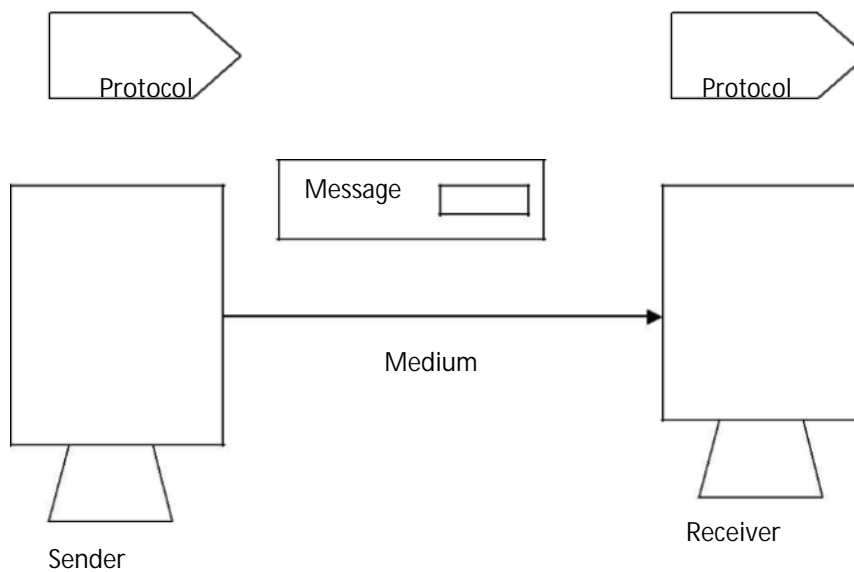 Protocol
Protocol
Message
Medium
Receiver
Sender